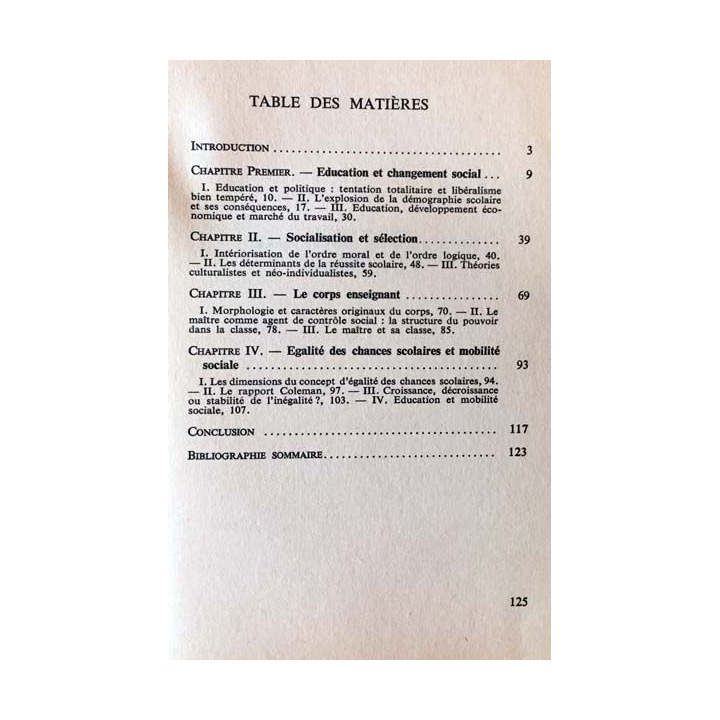 TABLE DES MATIÈRES
INTRODUCTION ................................ 3
CHAPITRE PREMIER. — Education et changement social ... 9
I. Education et politique : tentation totalitaire et libéralisme
bien tempéré, 10. — II. L'explosion de la démographie scolaire
et ses conséquences, 17. — III. Education, développement éco-
nomique et marché du travail, 30.
CHAPITRE II. — Socialisation et sélection.............. 39
I. Intériorisation de l'ordre moral et de l'ordre logique, 40.
— II. Les déterminants de la réussite scolaire, 48. — III. Théories
culturalistes et néo-individualistes, 59.
CHAPITRE III. — Le corps enseignant ................ 69
I. Morphologie et caractères originaux du corps, 70. — II. Le
maître comme agent de contrôle social : la structure du pouvoir
dans la classe, 78. — III. Le maître et sa classe, 85.
CHAPITRE IV. — Egalité des chances scolaires et mobilité
sociale ........................................ 93
I. Les dimensions du concept d'égalité des chances scolaires, 94.
— II. Le rapport Coleman, 97. — III. Croissance, décroissance
ou stabilité de l'inégalité ?, 103. — IV. Education et mobilité
sociale, 107.
CONCLUSION ..................................... 117
BIBLIOGRAPHIE SOMMAIRE............................ 123
125